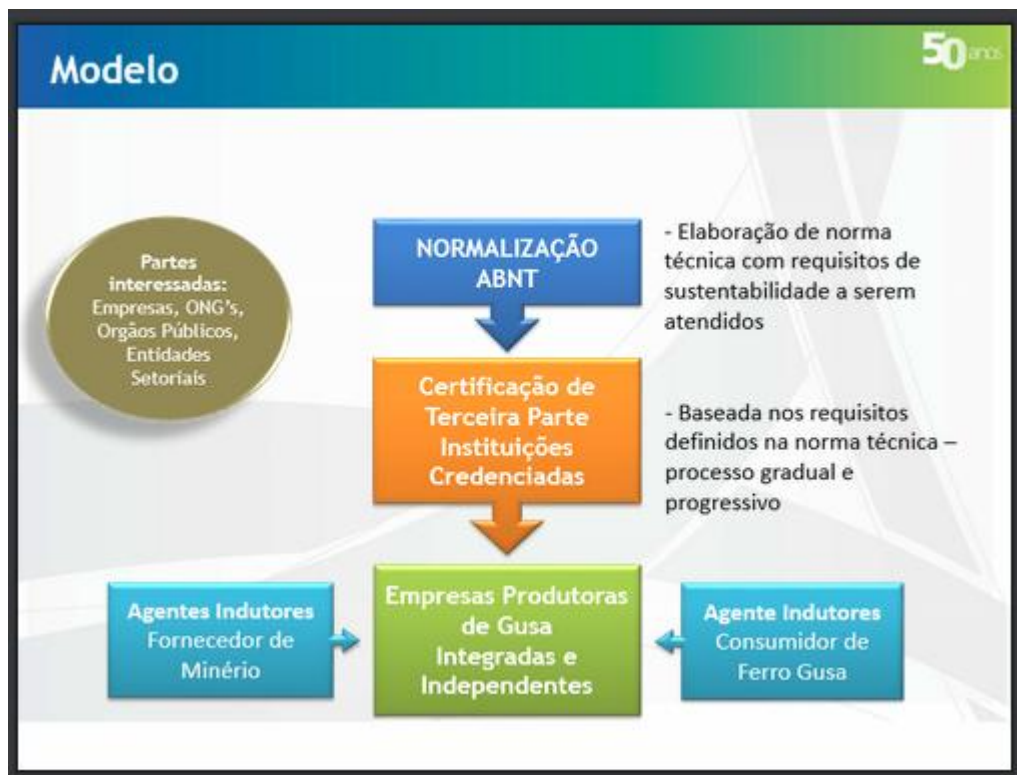 Modelo
50 anos
Partes
interessadas:
Empresas, ONG's,
Orgãos Públicos,
Entidades
Setoriais
NORMALIZAÇÃO
ABNT
- Elaboração de norma
técnica com requisitos de
sustentabilidade a serem
atendidos
Certificação de
Terceira Parte
Instituições
Credenciadas
- Baseada nos requisitos
definidos na norma técnica –
processo gradual e
progressivo
Agentes Indutores
Fornecedor de
Minério
Empresas Produtoras
de Gusa
Integradas e
Independentes
Agente Indutores
Consumidor de
Ferro Gusa